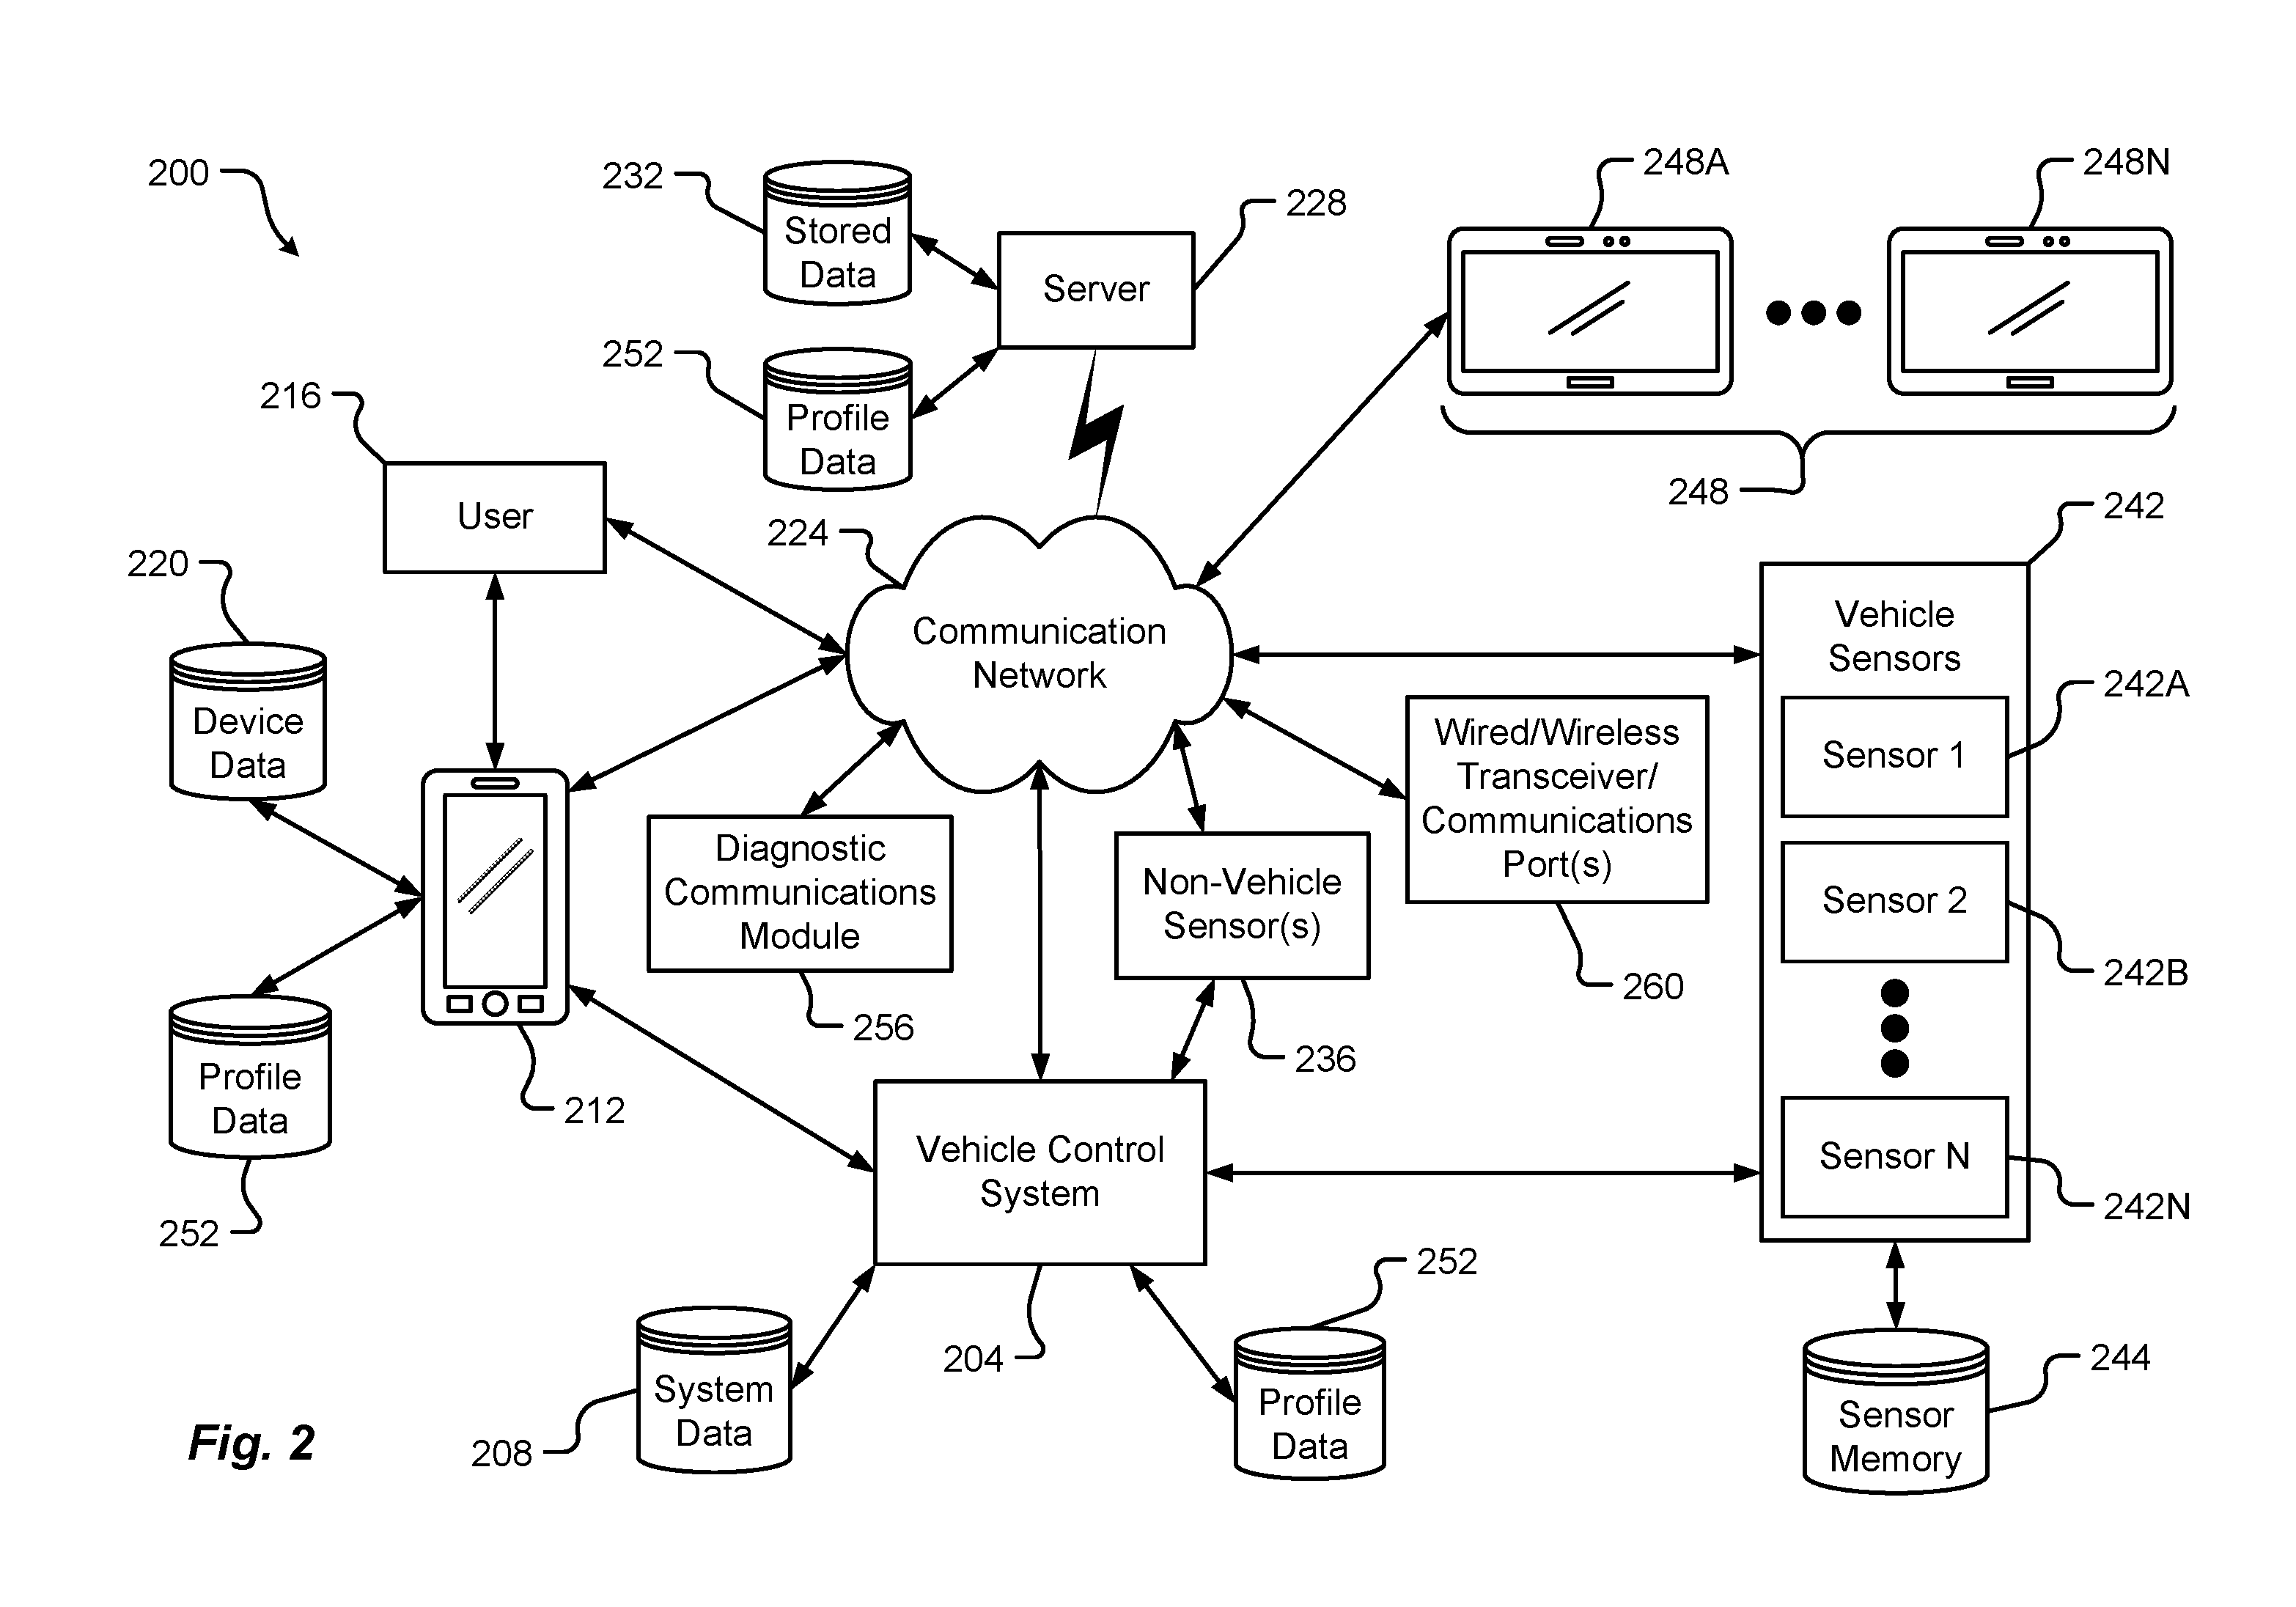 200
232
Stored
Data
Server
228
248A
248N
252
Profile
Data
216
User
248
242
224
Communication
Network
220
Device
Data
Vehicle
Sensors
242A
Sensor 1
Wired/Wireless
Transceiver/
Communications
Port(s)
260
Diagnostic
Communications
Module
256
Non-Vehicle
Sensor(s)
236
Sensor 2
242B
Profile
Data
252
212
Vehicle Control
System
204
Sensor N
242N
System
Data
208
252
Profile
Data
244
Sensor
Memory
Fig. 2